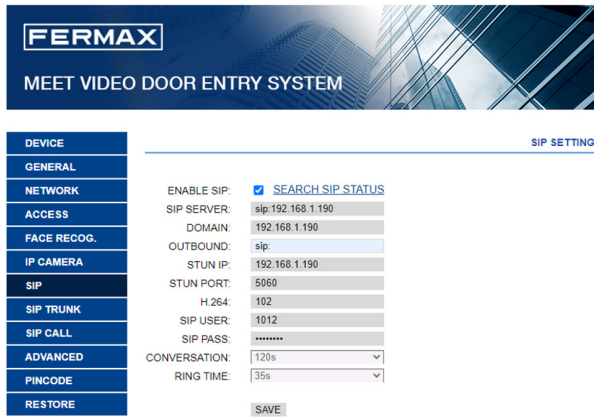 FERMAX
MEET VIDEO DOOR ENTRY SYSTEM
DEVICE
GENERAL
NETWORK
ACCESS
FACE RECOG.
IP CAMERA
SIP
SIP TRUNK
SIP CALL
ADVANCED
PINCODE
RESTORE
SIP SETTING
ENABLE SIP: SEARCH SIP STATUS
SIP SERVER: sip:192.168.1.190
DOMAIN: 192.168.1.190
OUTBOUND: sip:
STUN IP: 192.168.1.190
STUN PORT: 5060
H.264: 102
SIP USER: 1012
SIP PASS: ••••••••
CONVERSATION: 120s
RING TIME: 35s
SAVE